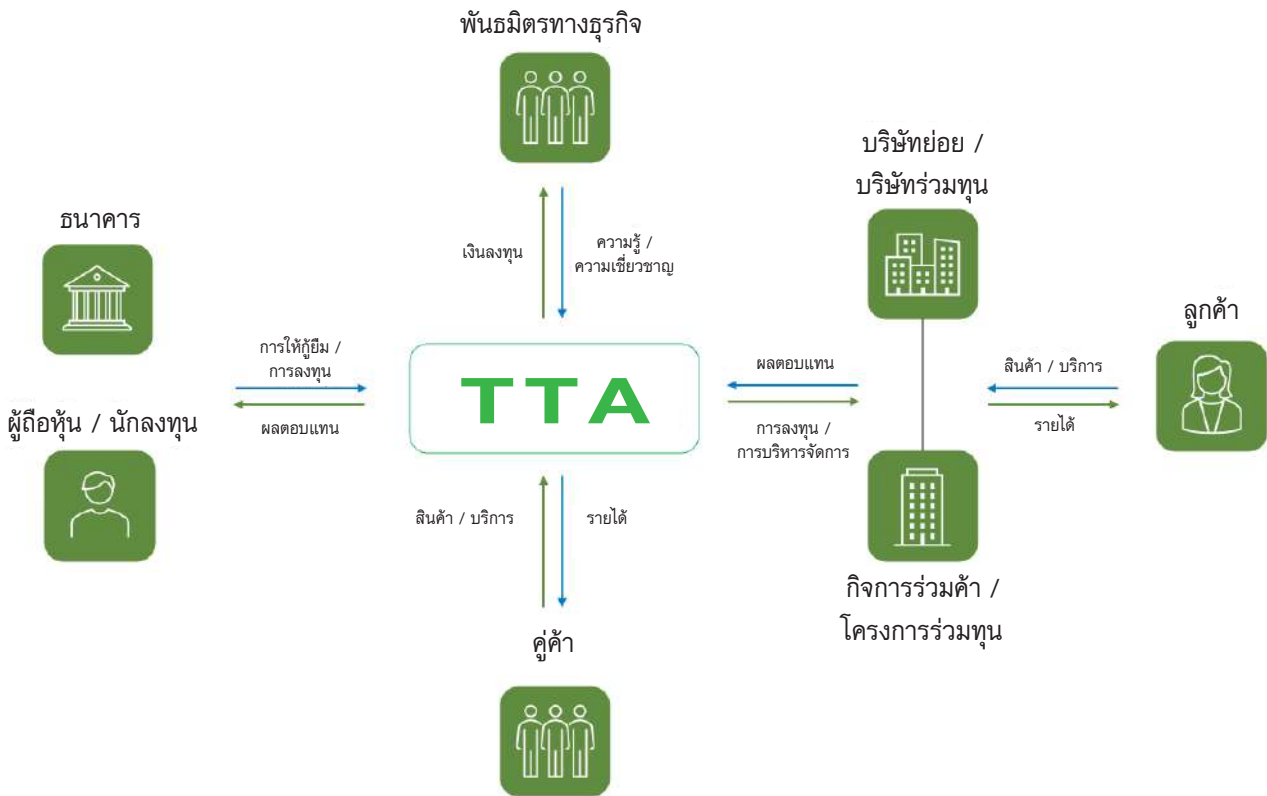 พันธมิตรทางธุรกิจ
บริษัทย่อย /
บริษัทร่วมทุน
ธนาคาร
เงินลงทุน
ความรู้ /
ความเชี่ยวชาญ
ลูกค้า
การให้กู้ยืม /
การลงทุน
ผลตอบแทน
TTA
ผลตอบแทน
การลงทุน /
การบริหารจัดการ
สินค้า / บริการ
รายได้
ผู้ถือหุ้น / นักลงทุน
สินค้า / บริการ
รายได้
กิจการร่วมค้า /
โครงการร่วมทุน
คู่ค้า